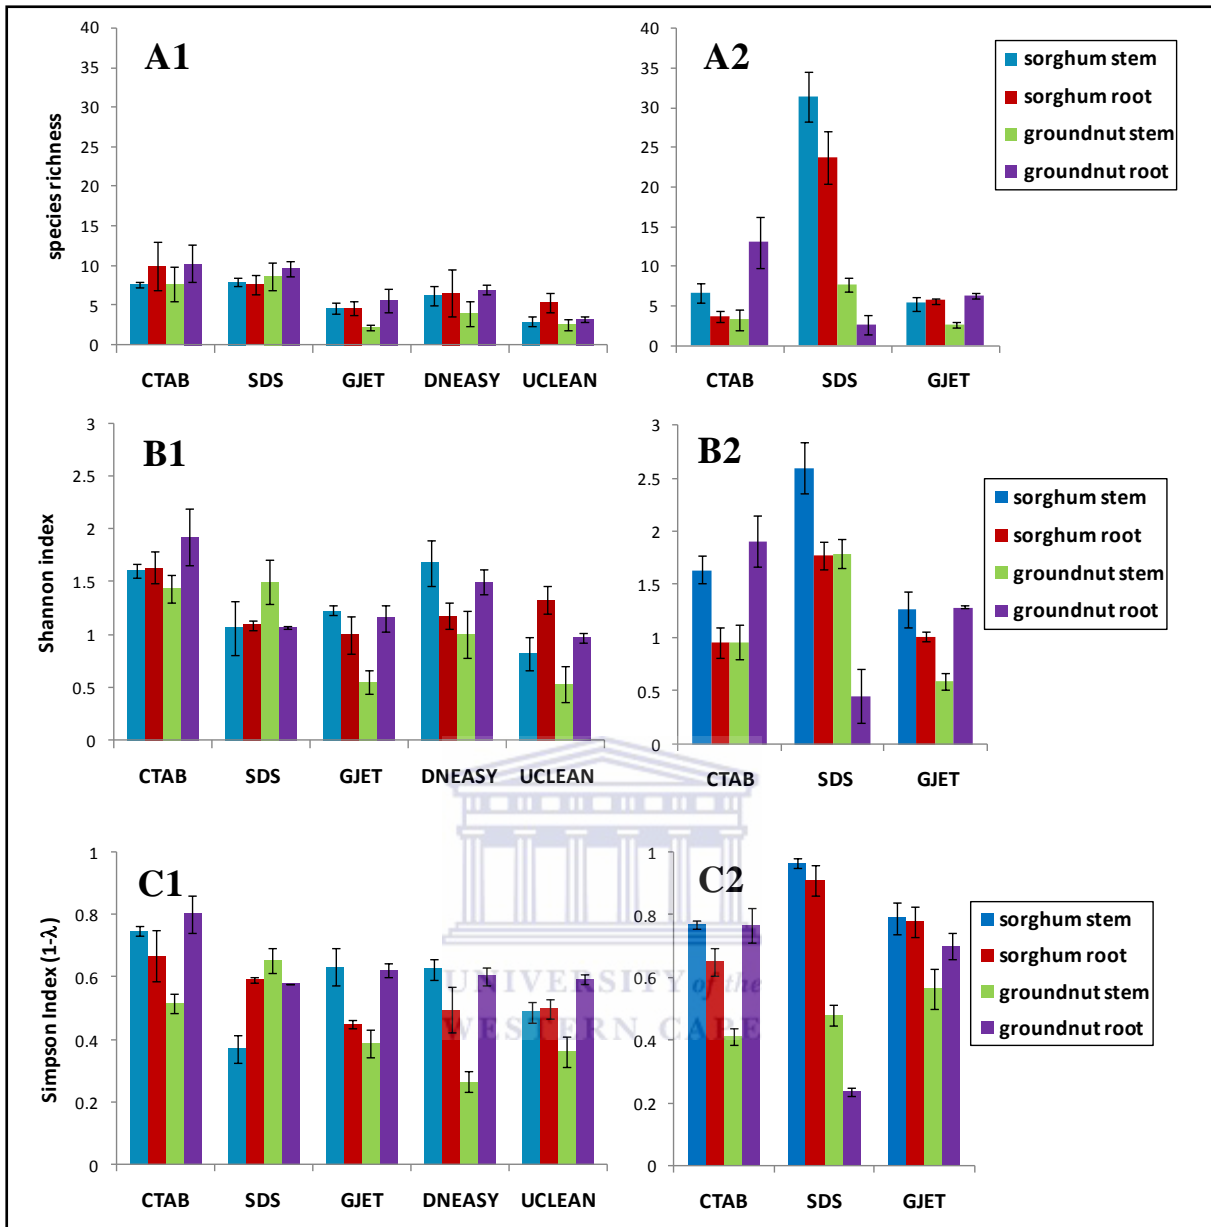 A1
species richness
40
35
30
25
20
15
10
5
0
CTAB SDS GJET DNEASY UCLEAN
A2
40
35
30
25
20
15
10
5
0
CTAB SDS GJET
sorghum stem
sorghum root
groundnut stem
groundnut root
B1
Shannon index
3
2.5
2
1.5
1
0.5
0
CTAB SDS GJET DNEASY UCLEAN
B2
3
2.5
2
1.5
1
0.5
0
CTAB SDS GJET
sorghum stem
sorghum root
groundnut stem
groundnut root
C1
Simpson Index (1-λ)
1
0.8
0.6
0.4
0.2
0
CTAB SDS GJET DNEASY UCLEAN
C2
1
0.8
0.6
0.4
0.2
0
CTAB SDS GJET
sorghum stem
sorghum root
groundnut stem
groundnut root
UNIVERSITY of the
WESTERN CAPE